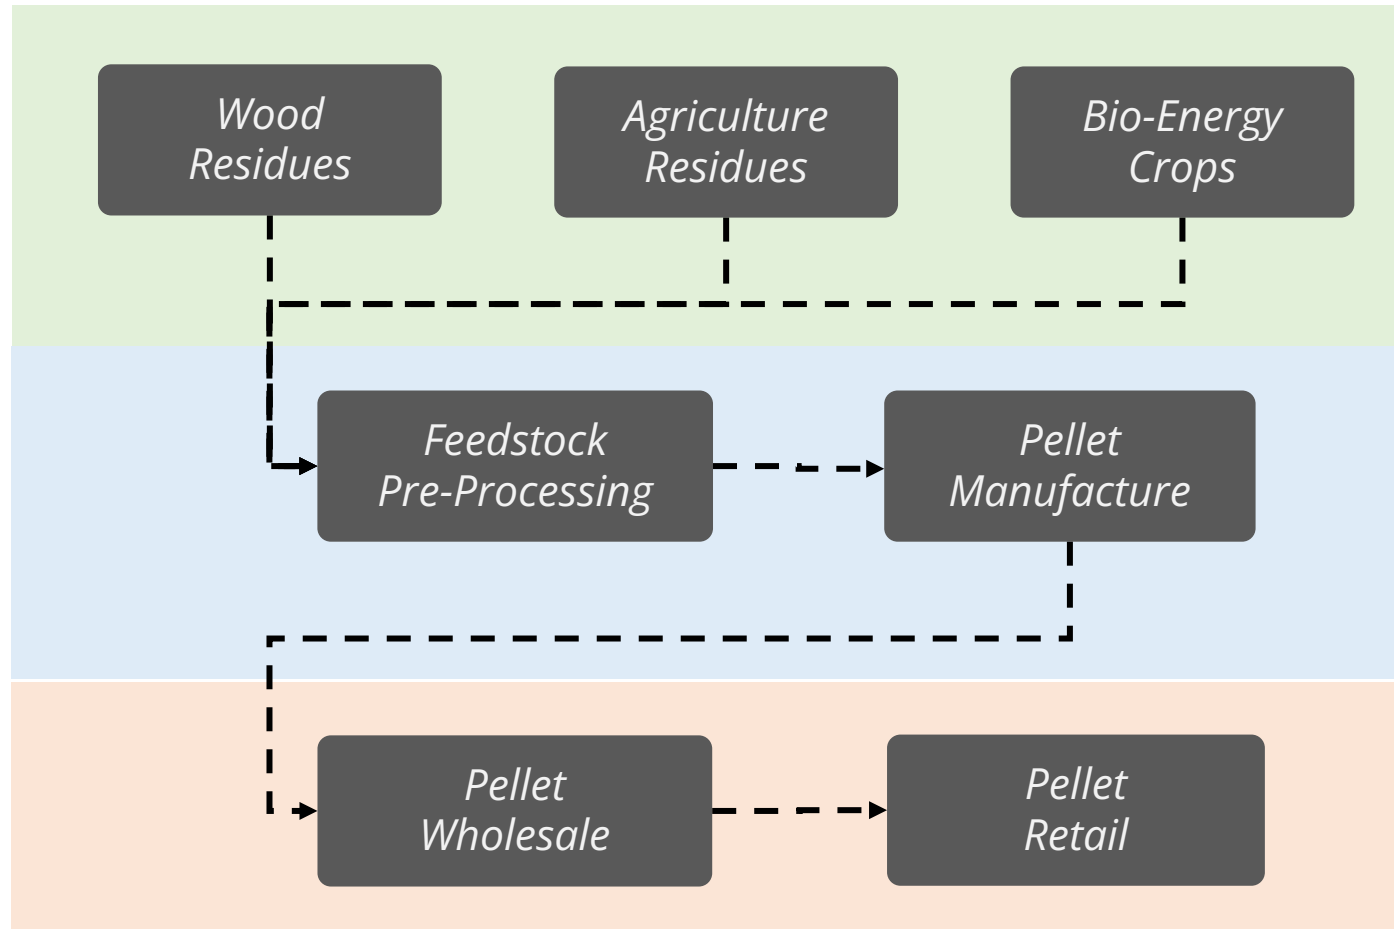 Wood
Residues
Agriculture
Residues
Bio-Energy
Crops
Feedstock
Pre-Processing
Pellet
Manufacture
Pellet
Wholesale
Pellet
Retail